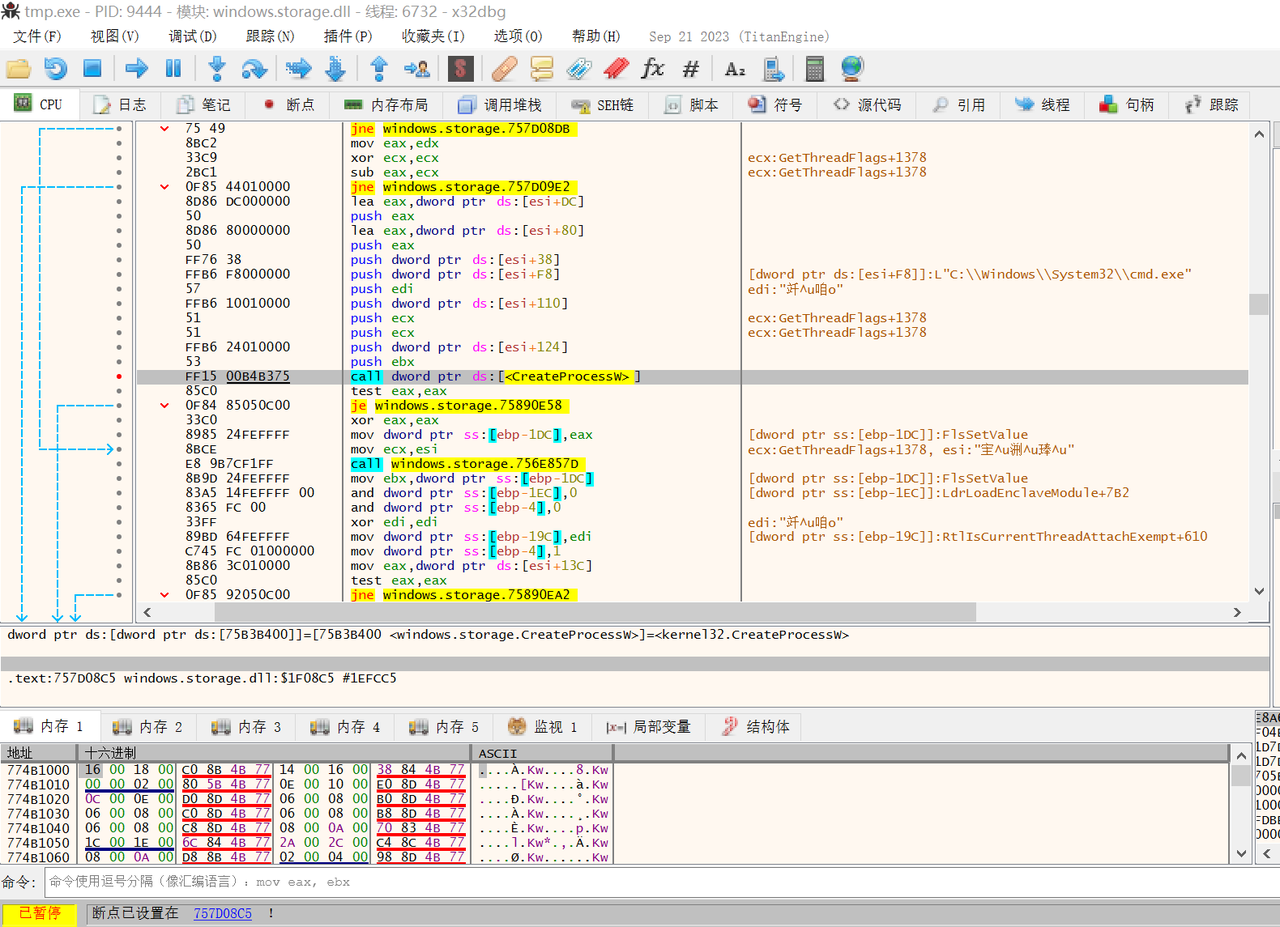 tmp.exe - PID: 9444 - 模块: windows.storage.dll - 线程: 6732 - x32dbg
文件(F) 视图(V) 调试(D) 跟踪(N) 插件(P) 收藏夹(I) 选项(O) 帮助(H) Sep 21 2023 (TitanEngine)
CPU 日志 笔记 断点 内存布局 调用堆栈 SEH链 脚本 符号 源代码 引用 线程 句柄 跟踪
75 49 jne windows.storage.757D08DB
8BC2 mov eax,edx
33C9 xor ecx,ecx ecx:GetThreadFlags+1378
2BC1 sub eax,ecx ecx:GetThreadFlags+1378
0F85 44010000 jne windows.storage.757D09E2
8D86 DC000000 lea eax,dword ptr ds:[esi+DC]
50 push eax
8D86 80000000 lea eax,dword ptr ds:[esi+80]
50 push eax
FF76 38 push dword ptr ds:[esi+38]
FFB6 F8000000 push dword ptr ds:[esi+F8] [dword ptr ds:[esi+F8]]:L"C:\\Windows\\System32\\cmd.exe"
57 push edi edi:"竏^u咱o"
FFB6 10010000 push dword ptr ds:[esi+110]
51 push ecx ecx:GetThreadFlags+1378
51 push ecx ecx:GetThreadFlags+1378
FFB6 24010000 push dword ptr ds:[esi+124]
53 push ebx
FF15 00B4B375 call dword ptr ds:[<CreateProcessW>]
85C0 test eax,eax
0F84 85050C00 je windows.storage.75890E58
33C0 xor eax,eax
8985 24FEFFFF mov dword ptr ss:[ebp-1DC],eax [dword ptr ss:[ebp-1DC]]:FlsSetValue
8BCE mov ecx,esi ecx:GetThreadFlags+1378, esi:
E8 9B7CF1FF call windows.storage.756E857D
8B9D 24FEFFFF mov ebx,dword ptr ss:[ebp-1DC] [dword ptr ss:[ebp-1DC]]:FlsSetValue
83A5 14FEFFFF 00 and dword ptr ss:[ebp-1EC],0 [dword ptr ss:[ebp-1EC]]:LdrLoadEnclaveModule+7B2
8365 FC 00 and dword ptr ss:[ebp-4],0
33FF xor edi,edi edi:"竏^u咱o"
89BD 64FEFFFF mov dword ptr ss:[ebp-19C],edi [dword ptr ss:[ebp-19C]]:RtlIsCurrentThreadAttachExempt+610
C745 FC 01000000 mov dword ptr ss:[ebp-4],1
8B86 3C010000 mov eax,dword ptr ds:[esi+13C]
85C0 test eax,eax
0F85 92050C00 jne windows.storage.75890EA2
dword ptr ds:[dword ptr ds:[75B3B400]]=[75B3B400 <windows.storage.CreateProcessW>]=<kernel32.CreateProcessW>
.text:757D08C5 windows.storage.dll:$1F08C5 #1EFCC5
内存 1 内存 2 内存 3 内存 4 内存 5 监视 1 局部变量 结构体
地址 十六进制 ASCII
774B1000 16 00 18 00 C0 8B 4B 77 14 00 16 00 38 84 4B 77 ....À.Kw....8.Kw
774B1010 00 00 02 00 80 5B 4B 77 0E 00 10 00 E0 8D 4B 77 .....[Kw....à.Kw
774B1020 0C 00 0E 00 D0 8D 4B 77 06 00 08 00 B0 8D 4B 77 ....Ð.Kw....°.Kw
774B1030 06 00 08 00 C0 8D 4B 77 06 00 08 00 B8 8D 4B 77 ....À.Kw....¸.Kw
774B1040 06 00 08 00 C8 8D 4B 77 08 00 0A 00 70 83 4B 77 ....È.Kw....p.Kw
774B1050 1C 00 1E 00 6C 84 4B 77 2A 00 2C 00 C4 8C 4B 77 ....l.Kw*.,.Ä.Kw
774B1060 08 00 0A 00 D8 8B 4B 77 02 00 04 00 98 8D 4B 77 ....Ø.Kw......Kw
命令: 命令使用逗号分隔（像汇编语言）：mov eax, ebx
已暂停 断点已设置在 757D08C5 !